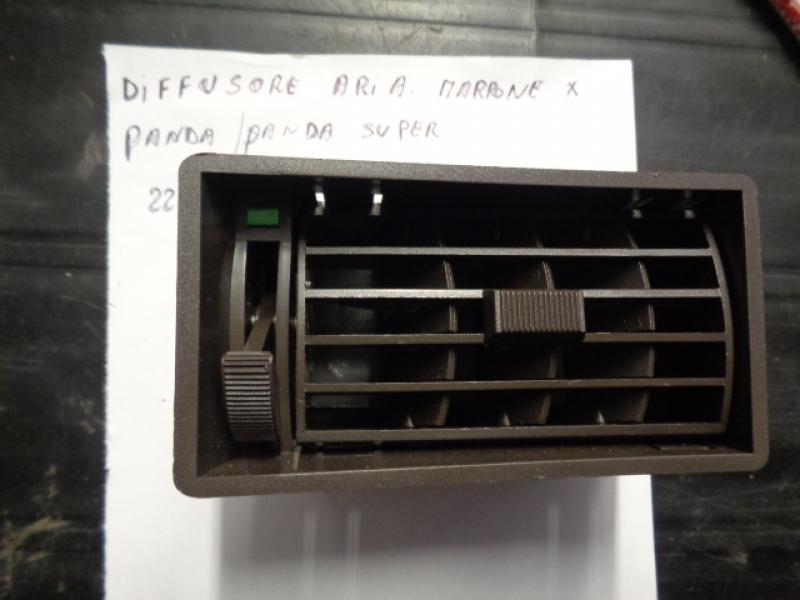 DiFFUSORE ARIA. MARRONE X
PANDA/PANDA SUPER
22